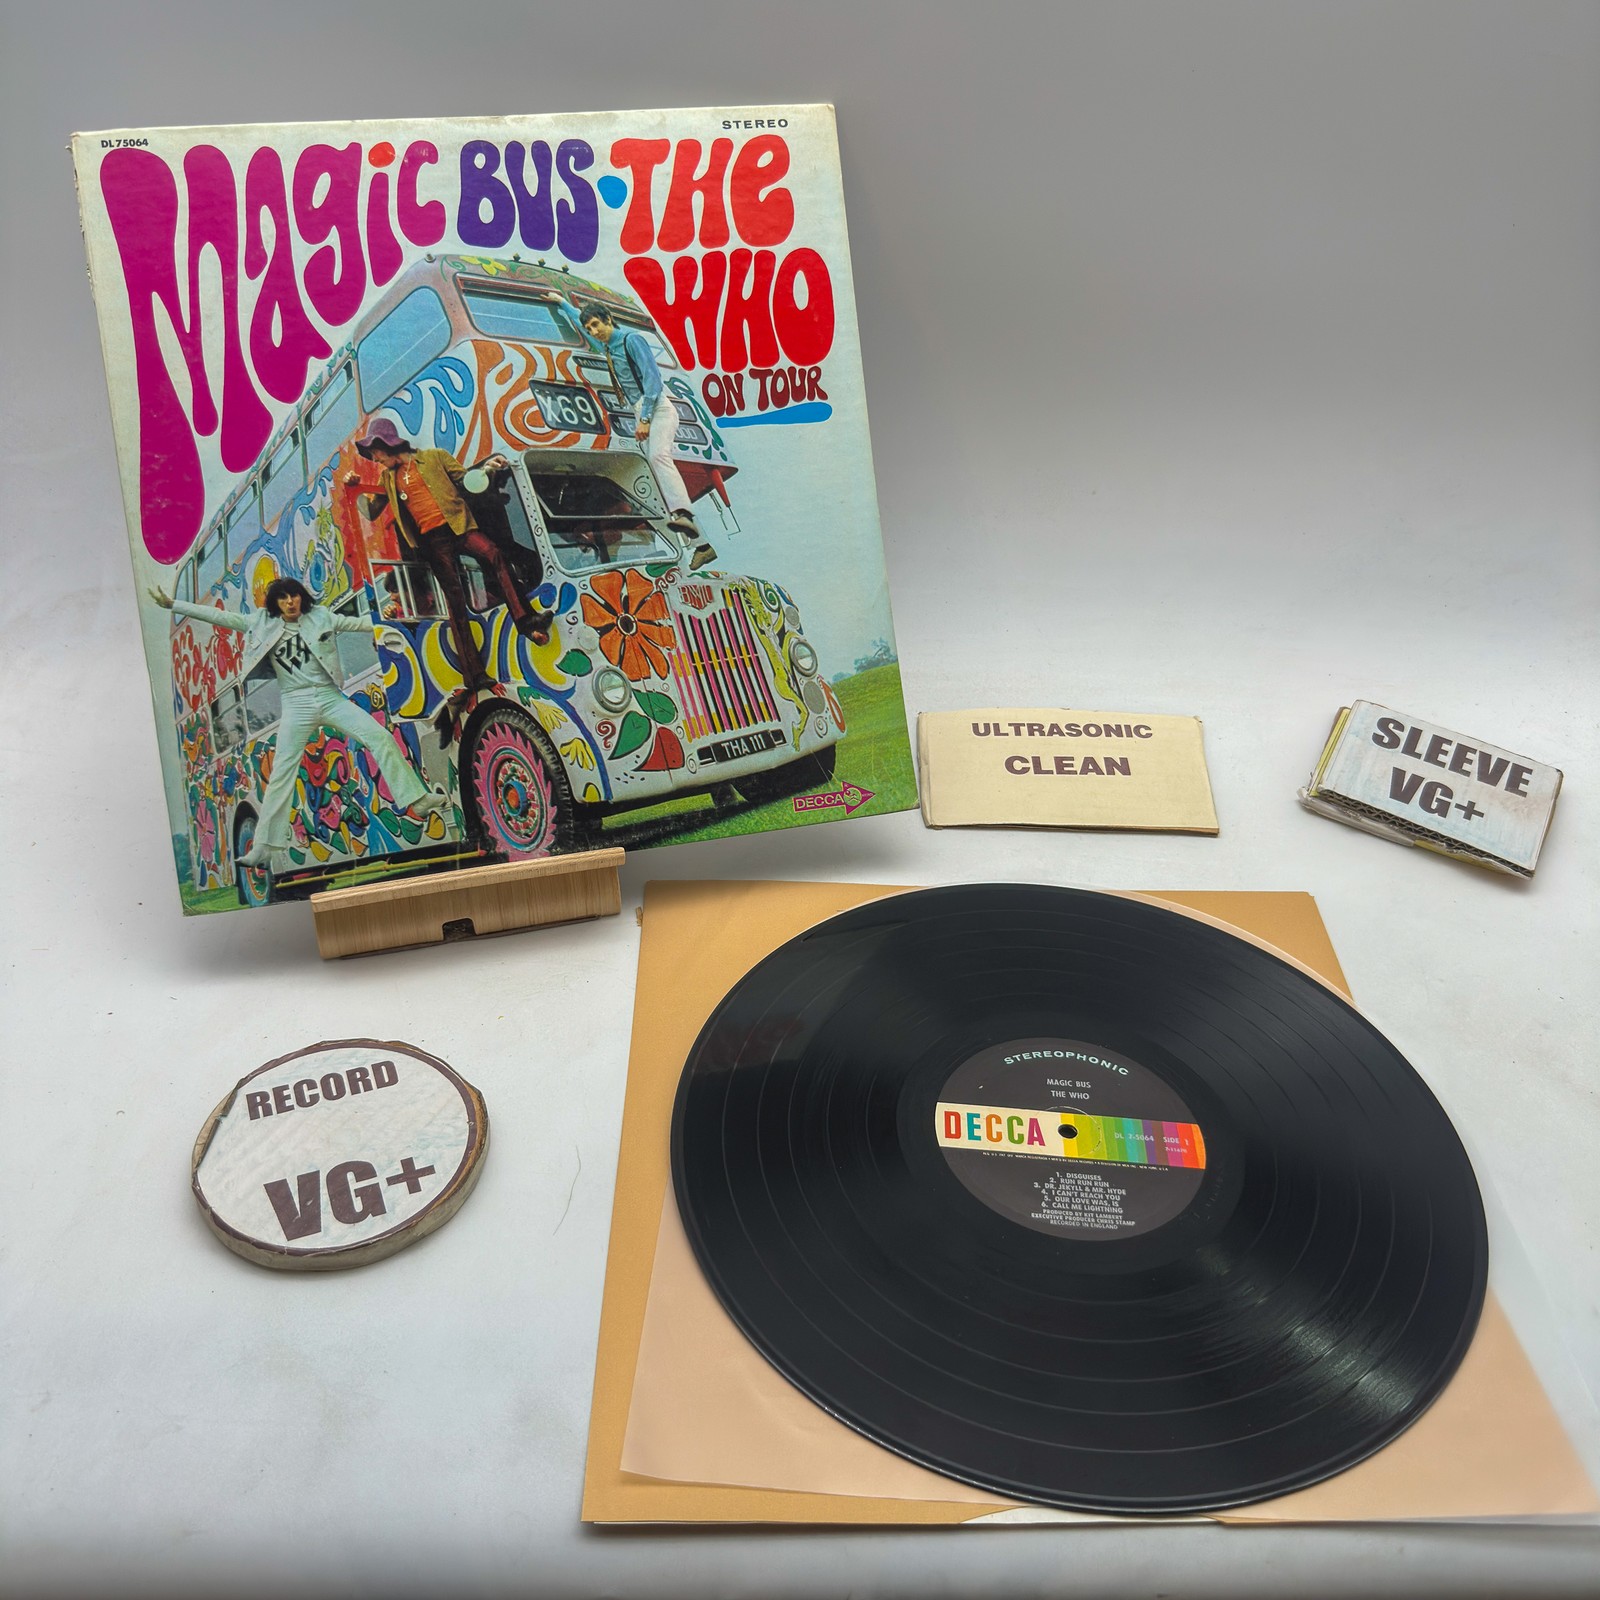 DL 75064
STEREO
Magic BUS · THE
WHO
ON TOUR
X69
THA 111
DECCA
ULTRASONIC
CLEAN
SLEEVE
VG+
RECORD
VG+
STEREOPHONIC
MAGIC BUS
THE WHO
DECCA
DL 7-5064 SIDE 1
1. DISGUISES
2. RUN RUN RUN
3. DR. JEKYLL & MR. HYDE
4. I CAN'T REACH YOU
5. OUR LOVE WAS, IS
6. CALL ME LIGHTNING
PRODUCED BY KIT LAMBERT
EXECUTIVE PRODUCER CHRIS STAMP
RECORDED IN ENGLAND